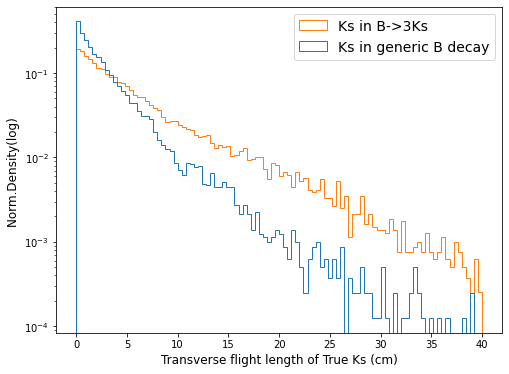 Ks in B->3Ks
Ks in generic B decay
Norm.Density(log)
10⁻¹
10⁻²
10⁻³
10⁻⁴
0 5 10 15 20 25 30 35 40
Transverse flight length of True Ks (cm)